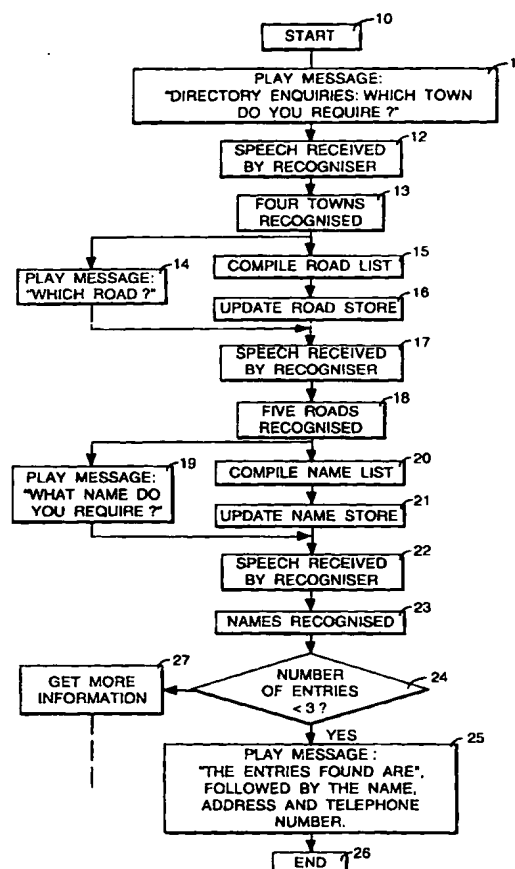 10
START
1
PLAY MESSAGE:
"DIRECTORY ENQUIRIES: WHICH TOWN
DO YOU REQUIRE ?"
12
SPEECH RECEIVED
BY RECOGNISER
13
FOUR TOWNS
RECOGNISED
14
PLAY MESSAGE:
"WHICH ROAD ?"
15
COMPILE ROAD LIST
16
UPDATE ROAD STORE
17
SPEECH RECEIVED
BY RECOGNISER
18
FIVE ROADS
RECOGNISED
19
PLAY MESSAGE:
"WHAT NAME DO
YOU REQUIRE ?"
20
COMPILE NAME LIST
21
UPDATE NAME STORE
22
SPEECH RECEIVED
BY RECOGNISER
23
NAMES RECOGNISED
27
GET MORE
INFORMATION
24
NUMBER
OF ENTRIES
< 3 ?
YES
25
PLAY MESSAGE :
"THE ENTRIES FOUND ARE",
FOLLOWED BY THE NAME,
ADDRESS AND TELEPHONE
NUMBER.
END
26